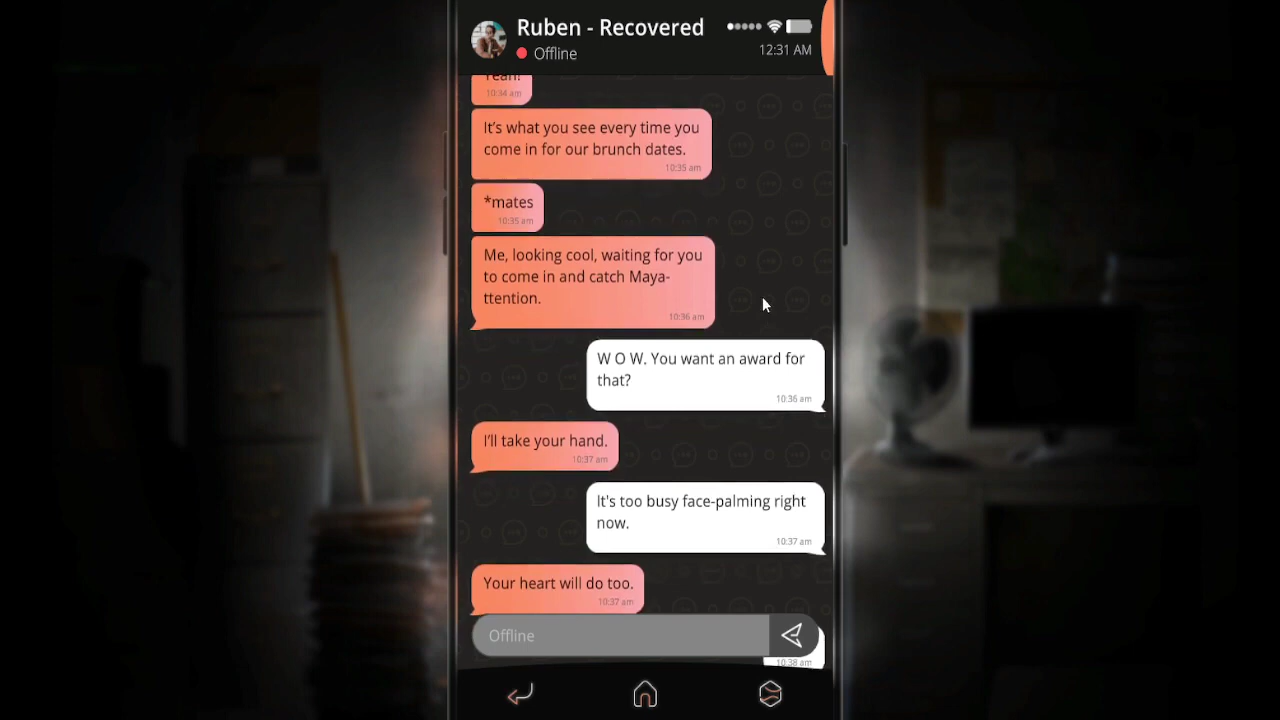 Ruben - Recovered
Offline
12:31 AM
Yeah!
10:34 am
It's what you see every time you
come in for our brunch dates.
10:35 am
*mates
10:35 am
Me, looking cool, waiting for you
to come in and catch Maya-
ttention.
10:36 am
W O W. You want an award for
that?
10:36 am
I'll take your hand.
10:37 am
It's too busy face-palming right
now.
10:37 am
Your heart will do too.
10:37 am
Offline
10:38 am